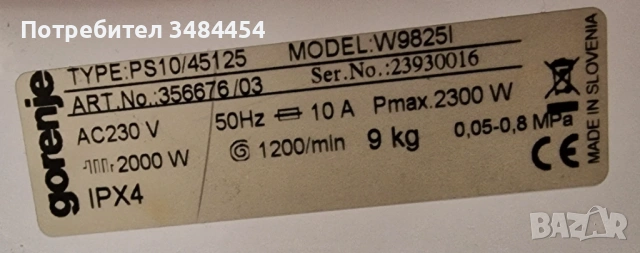 Потребител 3484454
gorenje
TYPE:PS10/45125 MODEL:W9825I
ART.No.:356676/03 Ser.No.:23930016
AC230 V 50Hz 10 A Pmax.2300 W
2000 W 1200/min 9 kg 0,05-0,8 MPa
IPX4
CE
MADE IN SLOVENIA
BAZAR